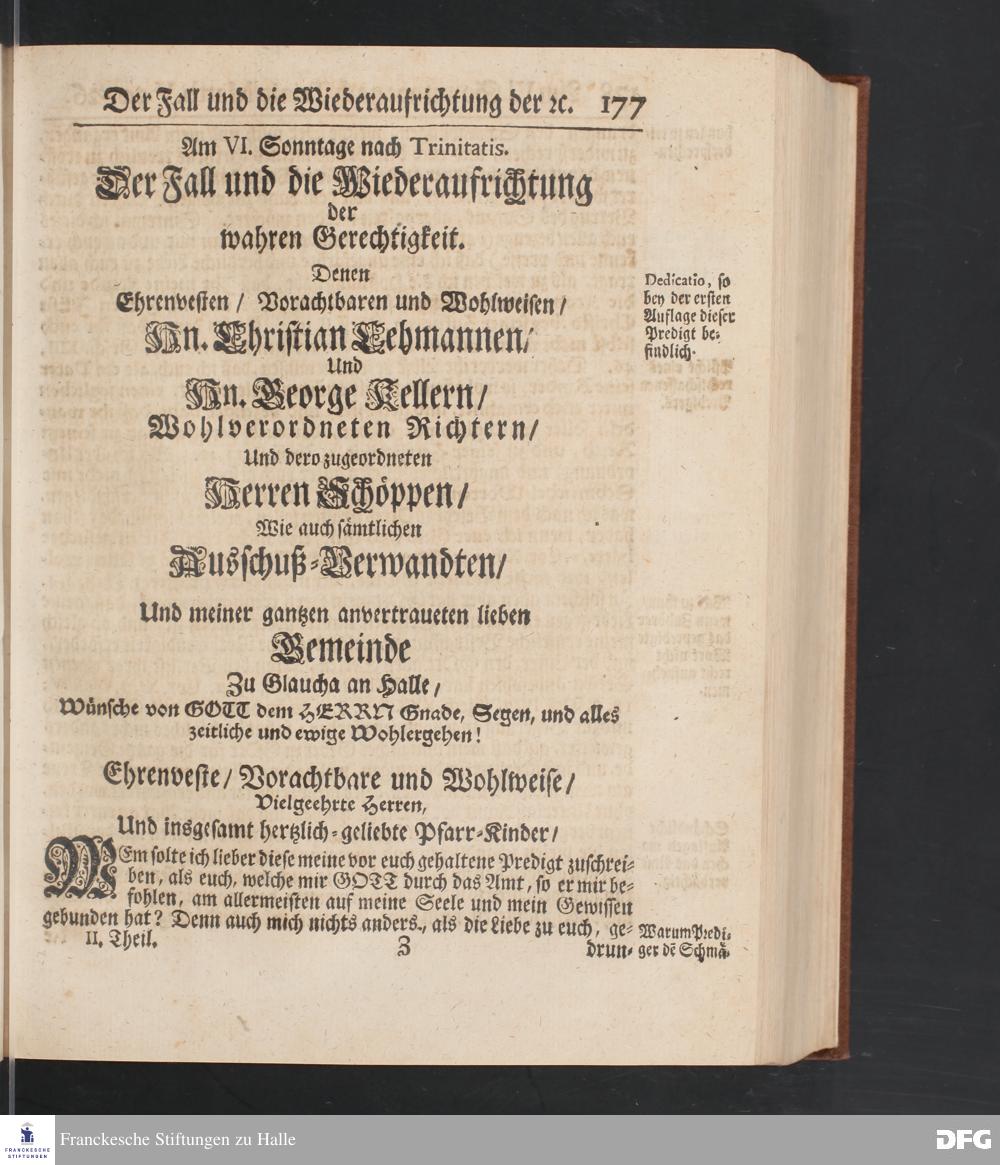 Der Fall und die Wiederaufrichtung der ꝛc. 177
Am VI. Sonntage nach Trinitatis.
Der Fall und die Wiederaufrichtung
der
wahren Gerechtigkeit.
Denen
Ehrenvesten / Vorachtbaren und Wohlweisen /
Hn. Christian Lehmannen /
Und
Hn. George Kellern /
Wohlverordneten Richtern /
Und dero zugeordneten
Herren Schöppen /
Wie auch sämtlichen
Ausschuß-Verwandten /
Und meiner gantzen anvertraueten lieben
Gemeinde
Zu Glaucha an Halle /
Wünsche von GOTT dem HERRN Gnade, Segen, und alles
zeitliche und ewige Wohlergehen!
Dedicatio, so
bey der ersten
Auflage dieser
Predigt be-
findlich.
Ehrenveste / Vorachtbare und Wohlweise /
Vielgeehrte Herren,
Und insgesamt hertzlich-geliebte Pfarr-Kinder /
WEm solte ich lieber diese meine vor euch gehaltene Predigt zuschrei-
ben, als euch, welche mir GOTT durch das Amt, so er mir be-
fohlen, am allermeisten auf meine Seele und mein Gewissen
gebunden hat? Denn auch mich nichts anders, als die Liebe zu euch, ge-
II. Theil. Z drun-
Warum Predi-
ger dē Schmä-
Franckesche Stiftungen zu Halle
FRANCKESCHE
STIFTUNGEN
DFG